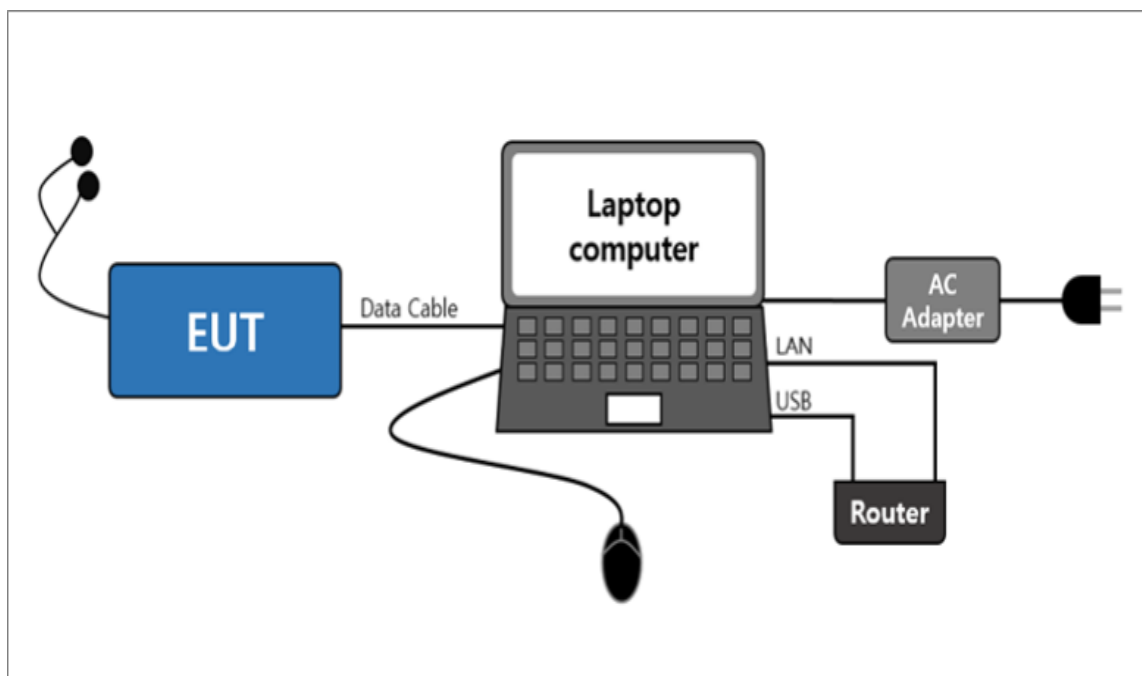 Laptop
computer
EUT
Data Cable
AC
Adapter
LAN
USB
Router